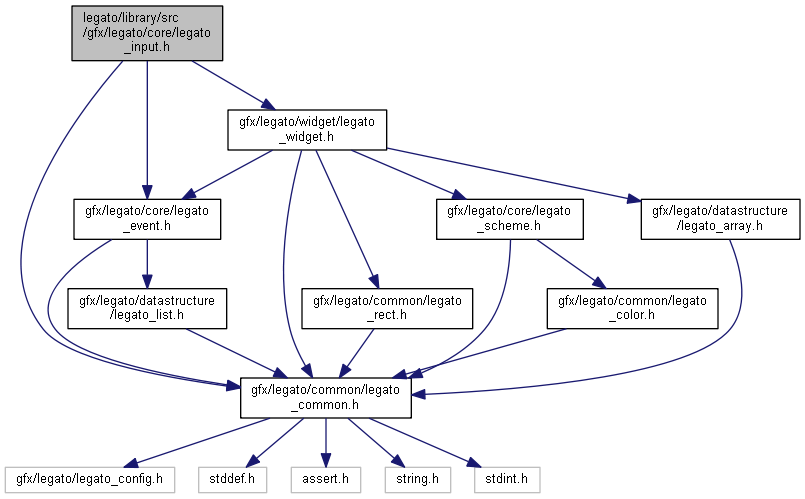 legato/library/src
/gfx/legato/core/legato
_input.h
gfx/legato/widget/legato
_widget.h
gfx/legato/core/legato
_event.h
gfx/legato/core/legato
_scheme.h
gfx/legato/datastructure
/legato_array.h
gfx/legato/datastructure
/legato_list.h
gfx/legato/common/legato
_rect.h
gfx/legato/common/legato
_color.h
gfx/legato/common/legato
_common.h
gfx/legato/legato_config.h
stddef.h
assert.h
string.h
stdint.h